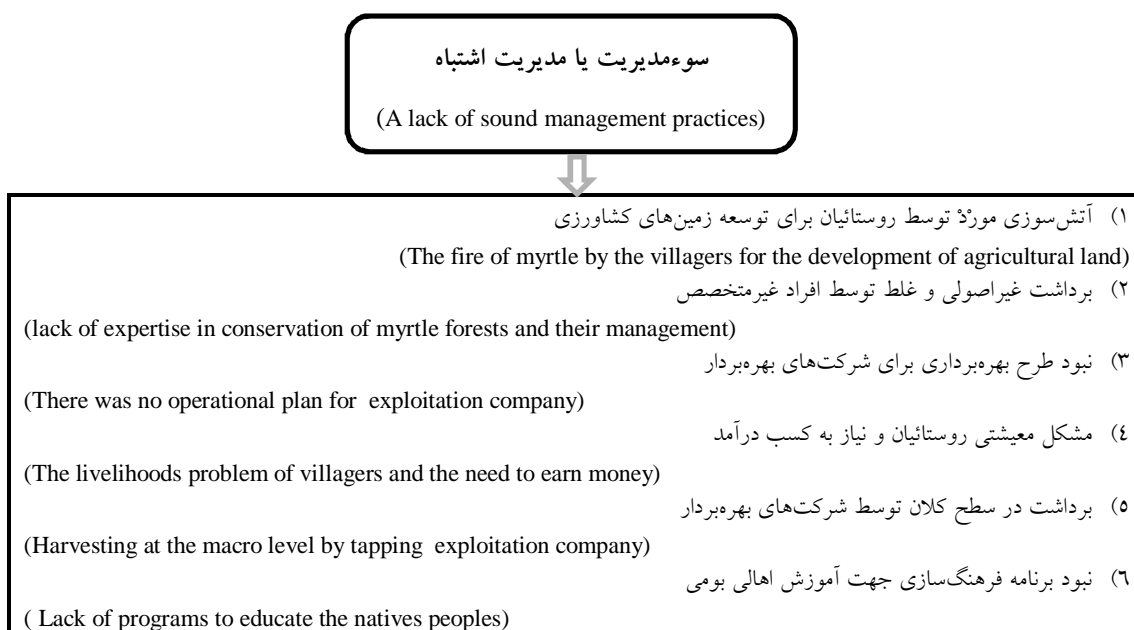 سوءمدیریت یا مدیریت اشتباه
(A lack of sound management practices)
۱) آتش‌سوزی مورْدْ توسط روستائیان برای توسعه زمین‌های کشاورزی
(The fire of myrtle by the villagers for the development of agricultural land)
۲) برداشت غیراصولی و غلط توسط افراد غیرمتخصص
(lack of expertise in conservation of myrtle forests and their management)
۳) نبود طرح بهره‌برداری برای شرکت‌های بهره‌بردار
(There was no operational plan for exploitation company)
٤) مشکل معیشتی روستائیان و نیاز به کسب درآمد
(The livelihoods problem of villagers and the need to earn money)
٥) برداشت در سطح کلان توسط شرکت‌های بهره‌بردار
(Harvesting at the macro level by tapping exploitation company)
٦) نبود برنامه فرهنگ‌سازی جهت آموزش اهالی بومی
( Lack of programs to educate the natives peoples)